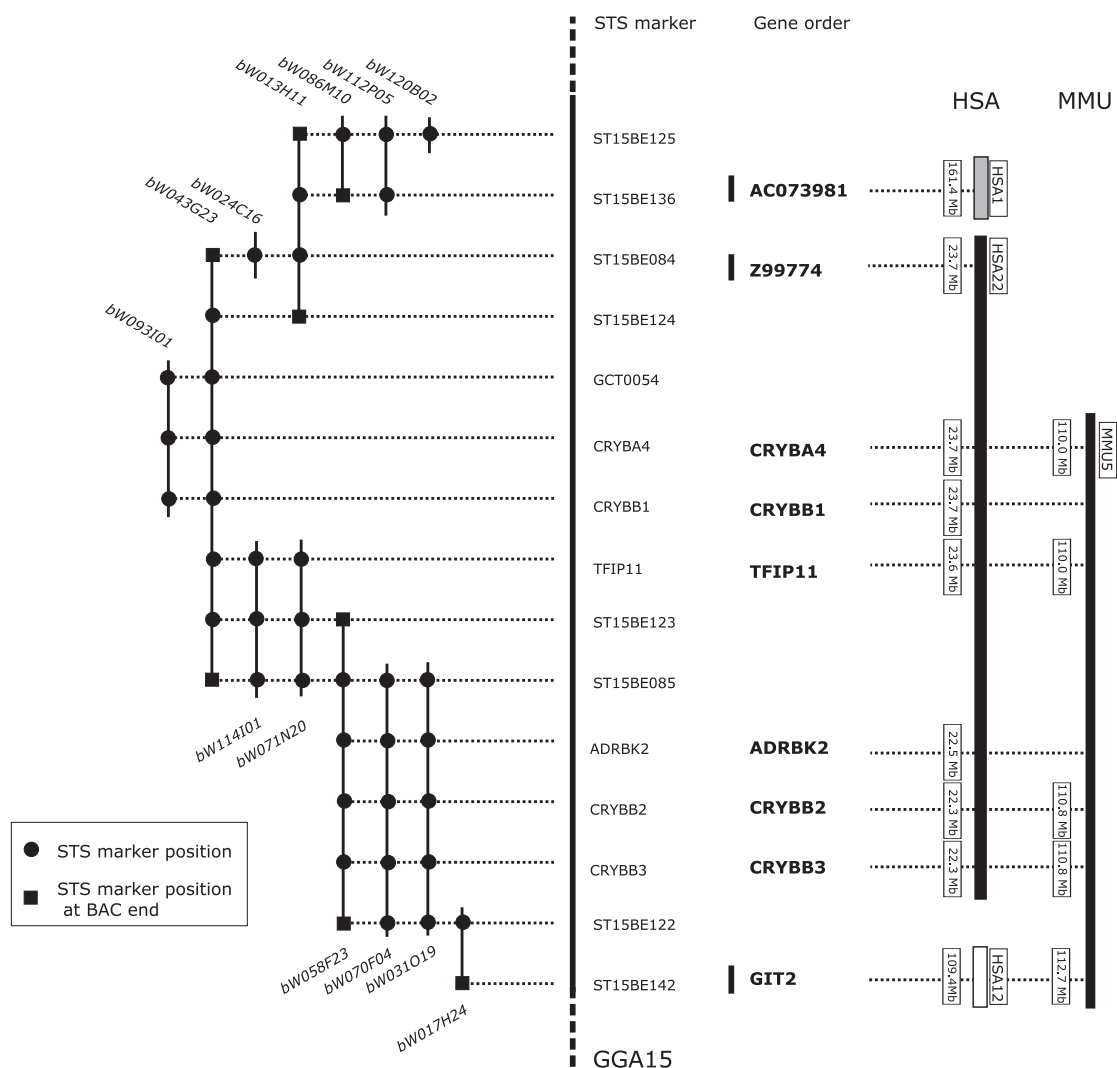 STS marker
Gene order
HSA
MMU
bW013H11
bW086M10
bW112P05
bW120B02
bW043G23
bW024C16
bW093I01
bW114I01
bW071N20
bW058F23
bW070F04
bW031O19
bW017H24
ST15BE125
ST15BE136
ST15BE084
ST15BE124
GCT0054
CRYBA4
CRYBB1
TFIP11
ST15BE123
ST15BE085
ADRBK2
CRYBB2
CRYBB3
ST15BE122
ST15BE142
GGA15
AC073981
Z99774
CRYBA4
CRYBB1
TFIP11
ADRBK2
CRYBB2
CRYBB3
GIT2
161.4 Mb
HSA1
23.7 Mb
HSA22
23.7 Mb
110.0 Mb
MMU5
23.7 Mb
23.6 Mb
110.0 Mb
22.5 Mb
22.3 Mb
110.8 Mb
22.3 Mb
110.8 Mb
109.4Mb
HSA12
112.7 Mb
STS marker position
STS marker position
at BAC end